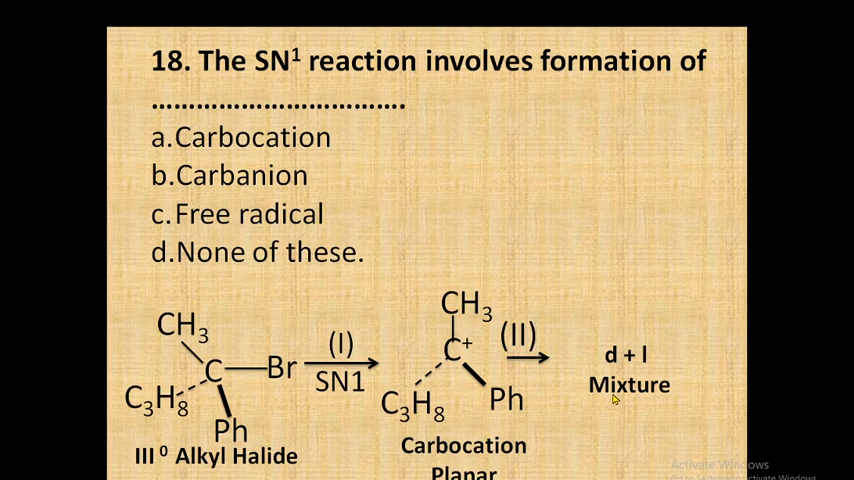 18. The SN¹ reaction involves formation of
……………………………….
a.Carbocation
b.Carbanion
c.Free radical
d.None of these.
CH₃
C
Br
C₃H₈
Ph
III⁰ Alkyl Halide
(I)
SN1
CH₃
C⁺
C₃H₈
Ph
Carbocation
Planar
(II)
d + l
Mixture
Activate Windows